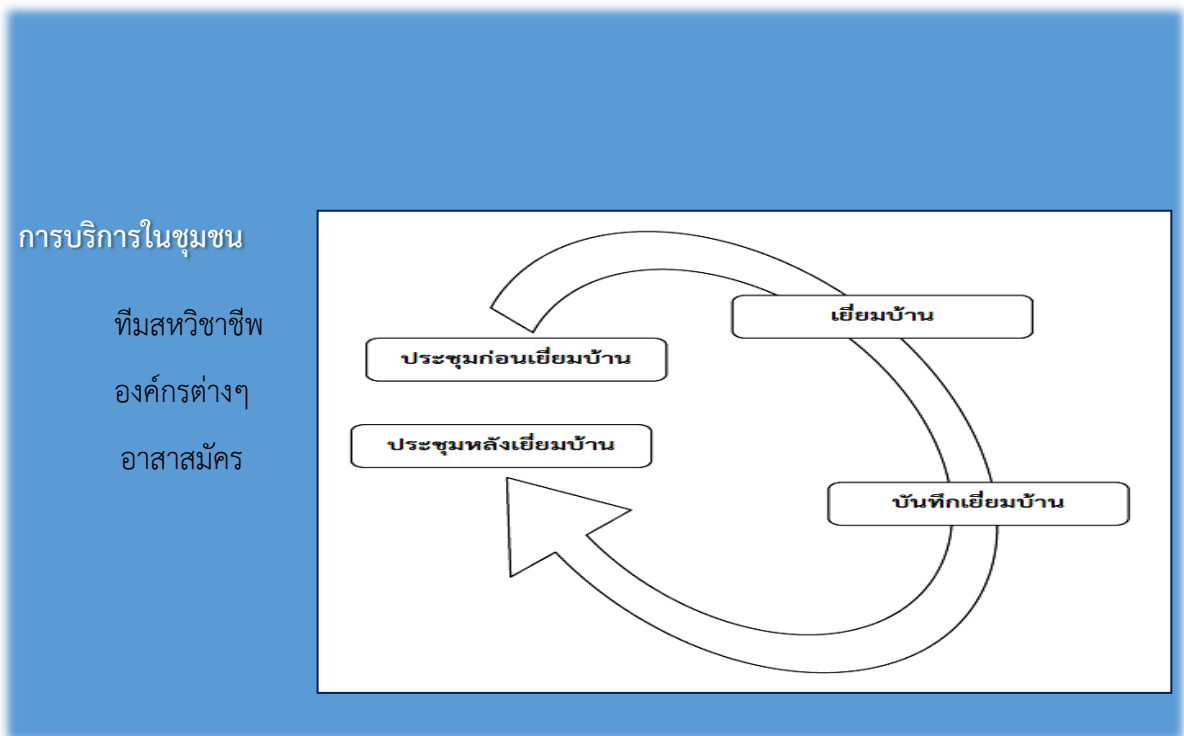 การบริการในชุมชน
ทีมสหวิชาชีพ
องค์กรต่างๆ
อาสาสมัคร
เยี่ยมบ้าน
ประชุมก่อนเยี่ยมบ้าน
ประชุมหลังเยี่ยมบ้าน
บันทึกเยี่ยมบ้าน